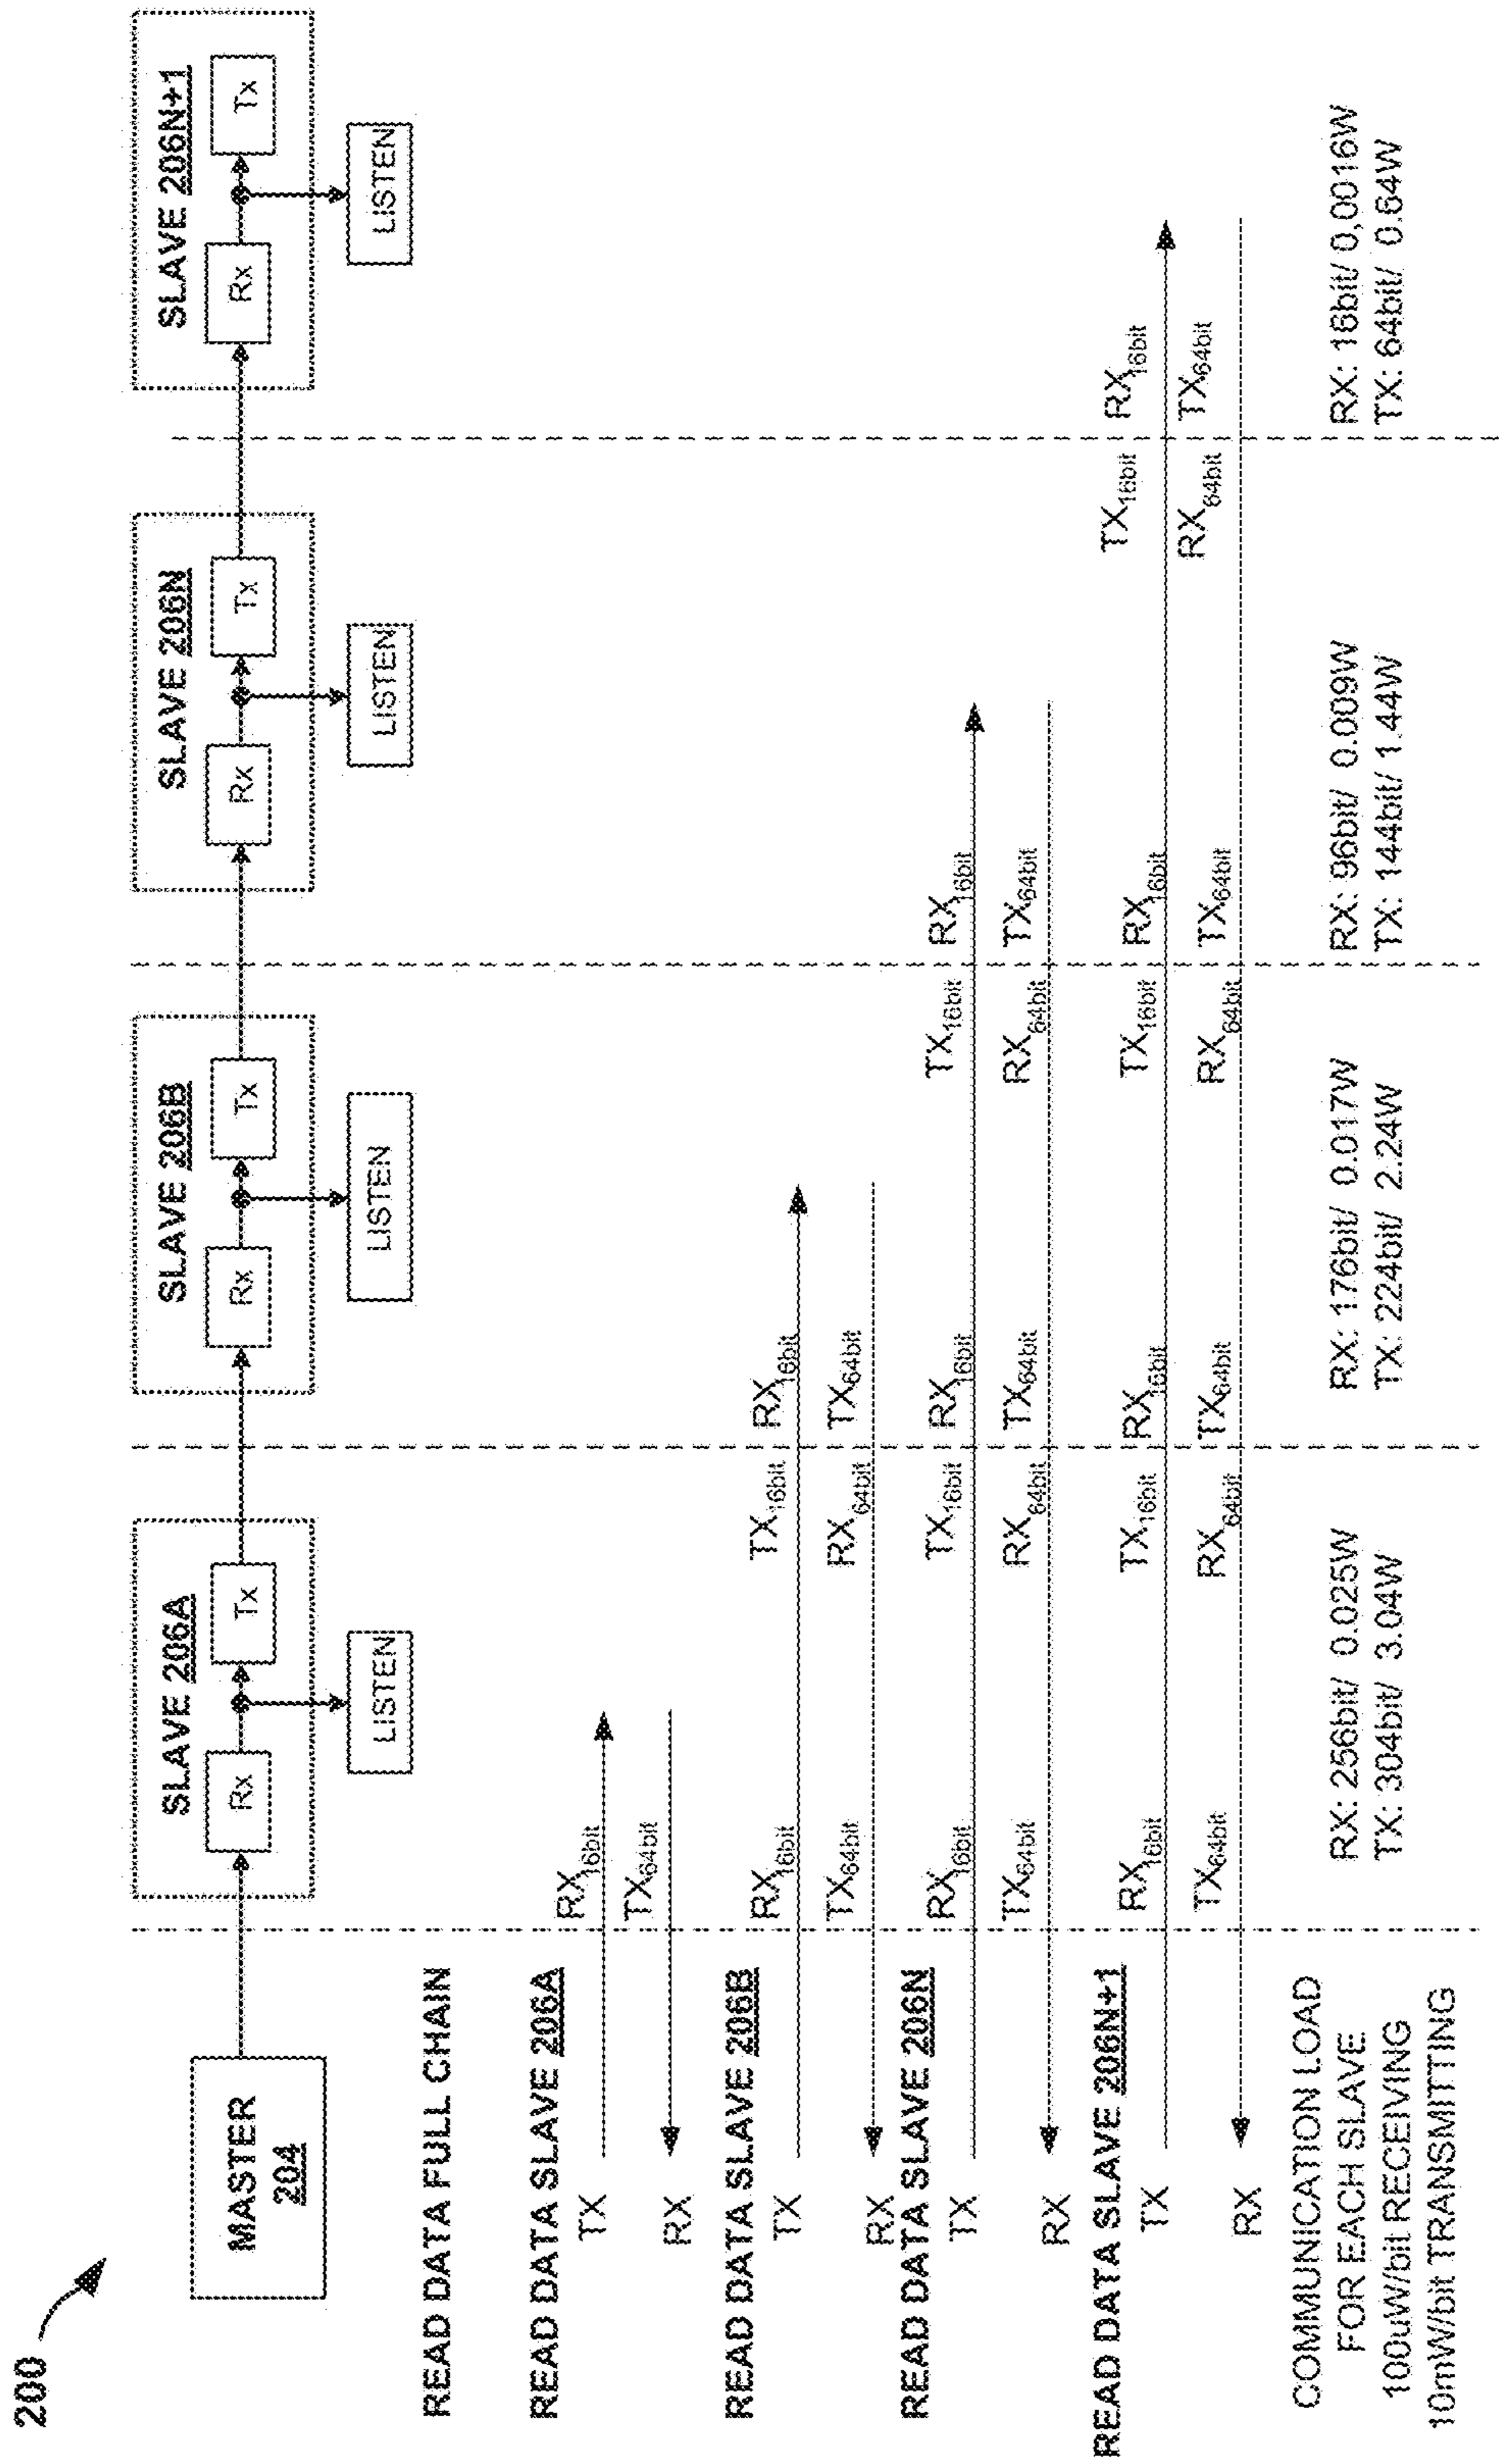 200
MASTER
204
SLAVE 206A
Rx
Tx
LISTEN
SLAVE 206B
Rx
Tx
LISTEN
SLAVE 206N
Rx
Tx
LISTEN
SLAVE 206N+1
Rx
Tx
LISTEN
READ DATA FULL CHAIN
READ DATA SLAVE 206A
TX RX16bit
RX TX64bit
READ DATA SLAVE 206B
TX RX16bit TX16bit RX16bit
RX TX64bit RX64bit TX64bit
READ DATA SLAVE 206N
TX RX16bit TX16bit RX16bit TX16bit RX16bit
RX TX64bit RX64bit TX64bit RX64bit TX64bit
READ DATA SLAVE 206N+1
TX RX16bit TX16bit RX16bit TX16bit RX16bit TX16bit RX16bit
RX TX64bit RX64bit TX64bit RX64bit TX64bit RX64bit TX64bit
COMMUNICATION LOAD
FOR EACH SLAVE:
100uW/bit RECEIVING
10mW/bit TRANSMITTING
RX: 256bit/ 0.025W
TX: 304bit/ 3.04W
RX: 176bit/ 0.017W
TX: 224bit/ 2.24W
RX: 96bit/ 0.009W
TX: 144bit/ 1.44W
RX: 16bit/ 0,0016W
TX: 64bit/ 0.64W